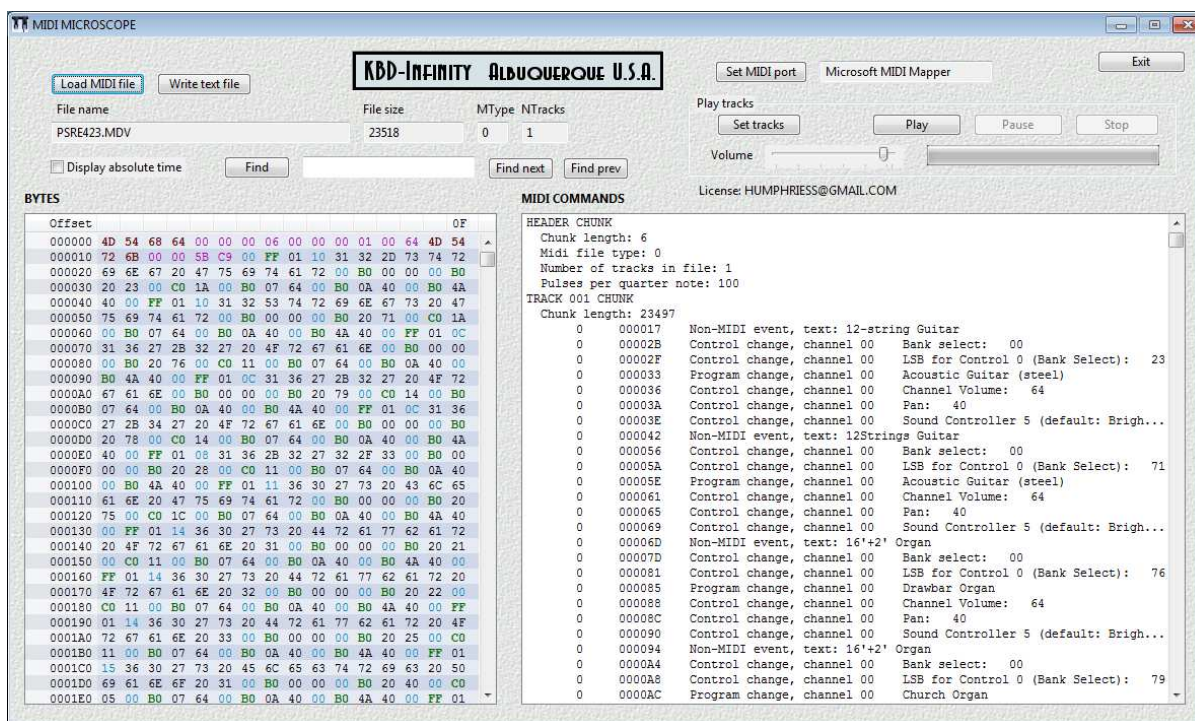 MIDI MICROSCOPE
KBD-INFINITY ALBUQUERQUE U.S.A.
Load MIDI file
Write text file
Set MIDI port
Microsoft MIDI Mapper
Exit
File name
File size
MType
NTracks
PSRE423.MDV
23518
0
1
Play tracks
Set tracks
Play
Pause
Stop
Display absolute time
Find
Find next
Find prev
Volume
License: HUMPHRIESS@GMAIL.COM
BYTES
Offset 0F
000000 4D 54 68 64 00 00 00 06 00 00 00 01 00 64 4D 54
000010 72 6B 00 00 5B C9 00 FF 01 10 31 32 2D 73 74 72
000020 69 6E 67 20 47 75 69 74 61 72 00 B0 00 00 00 B0
000030 20 23 00 C0 1A 00 B0 07 64 00 B0 0A 40 00 B0 4A
000040 40 00 FF 01 10 31 32 53 74 72 69 6E 67 73 20 47
000050 75 69 74 61 72 00 B0 00 00 00 B0 20 71 00 C0 1A
000060 00 B0 07 64 00 B0 0A 40 00 B0 4A 40 00 FF 01 0C
000070 31 36 27 2B 32 27 20 4F 72 67 61 6E 00 B0 00 00
000080 00 B0 20 76 00 C0 11 00 B0 07 64 00 B0 0A 40 00
000090 B0 4A 40 00 FF 01 0C 31 36 27 2B 32 27 20 4F 72
0000A0 67 61 6E 00 B0 00 00 00 B0 20 79 00 C0 14 00 B0
0000B0 07 64 00 B0 0A 40 00 B0 4A 40 00 FF 01 0C 31 36
0000C0 27 2B 34 27 20 4F 72 67 61 6E 00 B0 00 00 00 B0
0000D0 20 78 00 C0 14 00 B0 07 64 00 B0 0A 40 00 B0 4A
0000E0 40 00 FF 01 08 31 36 2B 32 27 32 2F 33 00 B0 00
0000F0 00 00 B0 20 28 00 C0 11 00 B0 07 64 00 B0 0A 40
000100 00 B0 4A 40 00 FF 01 11 36 30 27 73 20 43 6C 65
000110 61 6E 20 47 75 69 74 61 72 00 B0 00 00 00 B0 20
000120 75 00 C0 1C 00 B0 07 64 00 B0 0A 40 00 B0 4A 40
000130 00 FF 01 14 36 30 27 73 20 44 72 61 77 62 61 72
000140 20 4F 72 67 61 6E 20 31 00 B0 00 00 00 B0 20 21
000150 00 C0 11 00 B0 07 64 00 B0 0A 40 00 B0 4A 40 00
000160 FF 01 14 36 30 27 73 20 44 72 61 77 62 61 72 20
000170 4F 72 67 61 6E 20 32 00 B0 00 00 00 B0 20 22 00
000180 C0 11 00 B0 07 64 00 B0 0A 40 00 B0 4A 40 00 FF
000190 01 14 36 30 27 73 20 44 72 61 77 62 61 72 20 4F
0001A0 72 67 61 6E 20 33 00 B0 00 00 00 B0 20 25 00 C0
0001B0 11 00 B0 07 64 00 B0 0A 40 00 B0 4A 40 00 FF 01
0001C0 15 36 30 27 73 20 45 6C 65 63 74 72 69 63 20 50
0001D0 69 61 6E 6F 20 31 00 B0 00 00 00 B0 20 40 00 C0
0001E0 05 00 B0 07 64 00 B0 0A 40 00 B0 4A 40 00 FF 01
MIDI COMMANDS
HEADER CHUNK
Chunk length: 6
Midi file type: 0
Number of tracks in file: 1
Pulses per quarter note: 100
TRACK 001 CHUNK
Chunk length: 23497
0 000017 Non-MIDI event, text: 12-string Guitar
0 00002B Control change, channel 00 Bank select: 00
0 00002F Control change, channel 00 LSB for Control 0 (Bank Select): 23
0 000033 Program change, channel 00 Acoustic Guitar (steel)
0 000036 Control change, channel 00 Channel Volume: 64
0 00003A Control change, channel 00 Pan: 40
0 00003E Control change, channel 00 Sound Controller 5 (default: Brigh...
0 000042 Non-MIDI event, text: 12Strings Guitar
0 000056 Control change, channel 00 Bank select: 00
0 00005A Control change, channel 00 LSB for Control 0 (Bank Select): 71
0 00005E Program change, channel 00 Acoustic Guitar (steel)
0 000061 Control change, channel 00 Channel Volume: 64
0 000065 Control change, channel 00 Pan: 40
0 000069 Control change, channel 00 Sound Controller 5 (default: Brigh...
0 00006D Non-MIDI event, text: 16'+2' Organ
0 00007D Control change, channel 00 Bank select: 00
0 000081 Control change, channel 00 LSB for Control 0 (Bank Select): 76
0 000085 Program change, channel 00 Drawbar Organ
0 000088 Control change, channel 00 Channel Volume: 64
0 00008C Control change, channel 00 Pan: 40
0 000090 Control change, channel 00 Sound Controller 5 (default: Brigh...
0 000094 Non-MIDI event, text: 16'+2' Organ
0 0000A4 Control change, channel 00 Bank select: 00
0 0000A8 Control change, channel 00 LSB for Control 0 (Bank Select): 79
0 0000AC Program change, channel 00 Church Organ